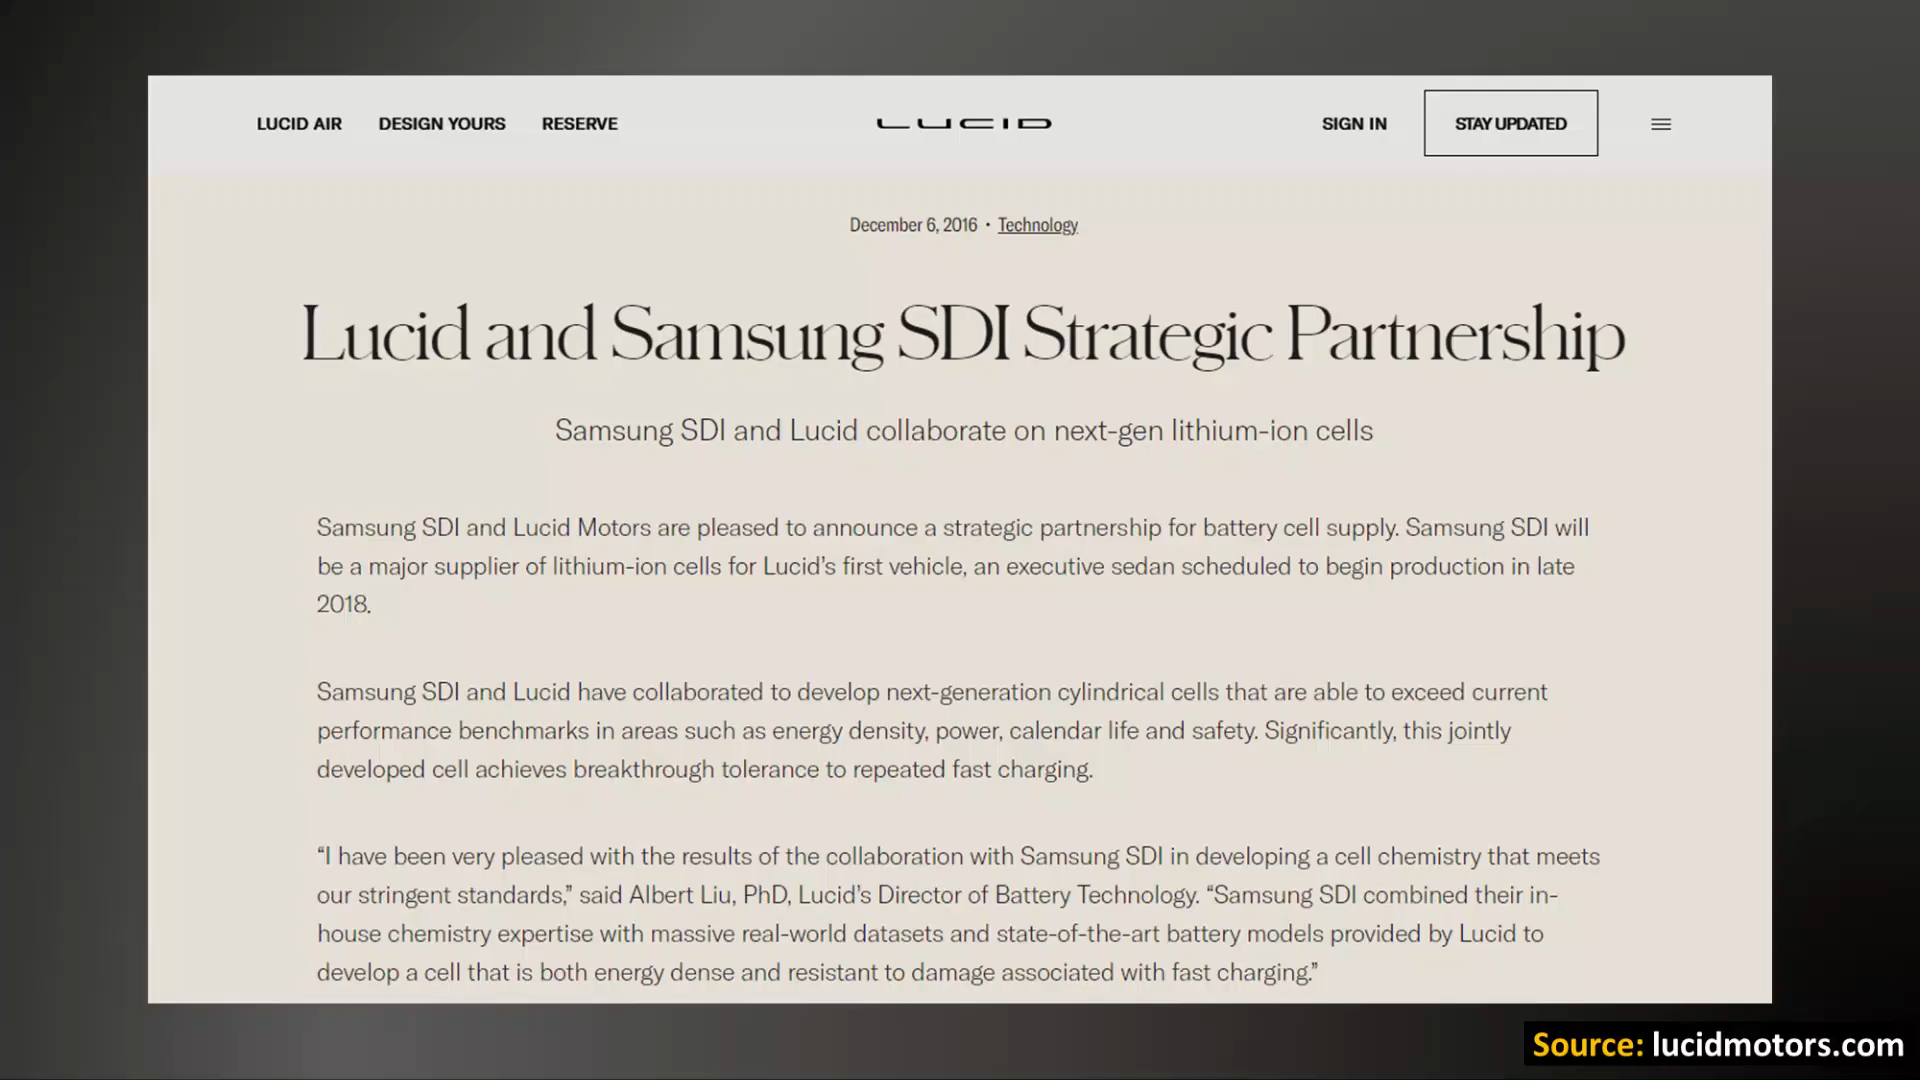 LUCID AIR DESIGN YOURS RESERVE LUCID SIGN IN STAY UPDATED
December 6, 2016 • Technology
Lucid and Samsung SDI Strategic Partnership
Samsung SDI and Lucid collaborate on next-gen lithium-ion cells
Samsung SDI and Lucid Motors are pleased to announce a strategic partnership for battery cell supply. Samsung SDI will
be a major supplier of lithium-ion cells for Lucid’s first vehicle, an executive sedan scheduled to begin production in late
2018.
Samsung SDI and Lucid have collaborated to develop next-generation cylindrical cells that are able to exceed current
performance benchmarks in areas such as energy density, power, calendar life and safety. Significantly, this jointly
developed cell achieves breakthrough tolerance to repeated fast charging.
“I have been very pleased with the results of the collaboration with Samsung SDI in developing a cell chemistry that meets
our stringent standards,” said Albert Liu, PhD, Lucid’s Director of Battery Technology. “Samsung SDI combined their in-
house chemistry expertise with massive real-world datasets and state-of-the-art battery models provided by Lucid to
develop a cell that is both energy dense and resistant to damage associated with fast charging.”
Source: lucidmotors.com